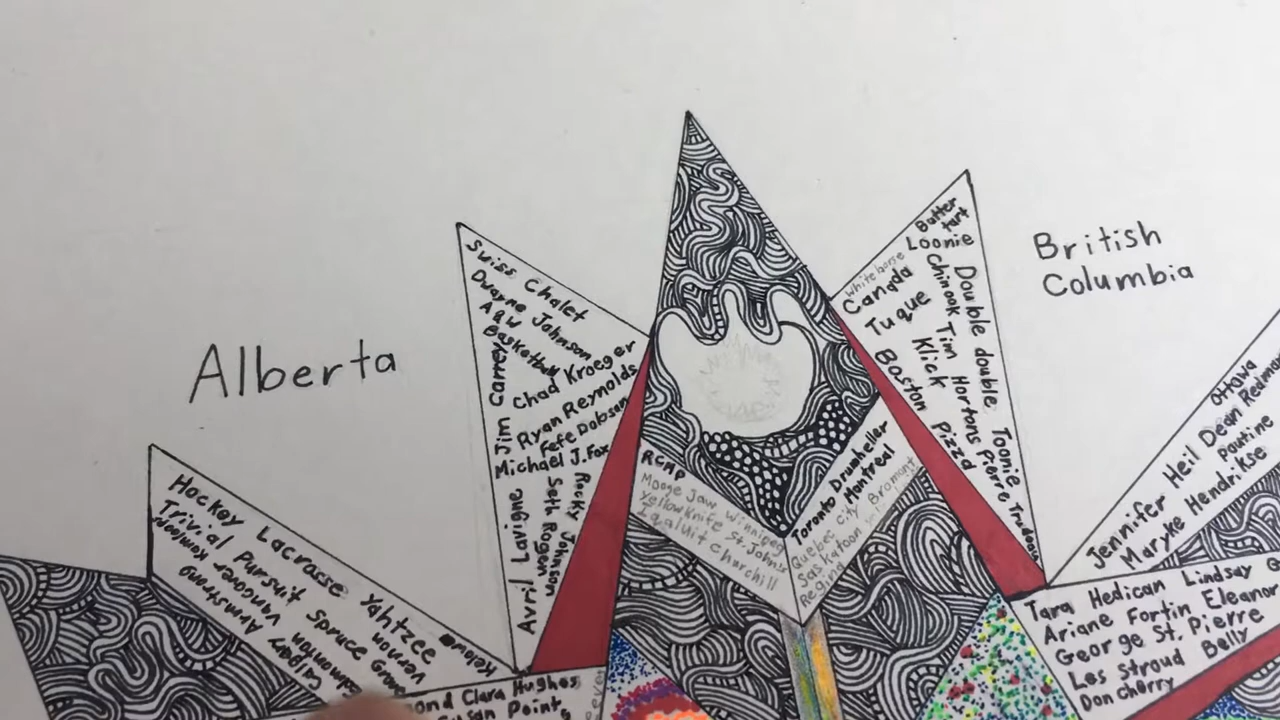 Alberta
British
Columbia
Swiss Chalet
Dwayne Johnson
A&W
Basketball
Jim Carrey
Chad Kroeger
Ryan Reynolds
Fefe Dobson
Michael J. Fox
Avril Lavigne
Seth Rogen
Rocky Johnson
Butter
tart
Loonie
Whitehorse
Canada
Tuque
Chinook
Klick
Boston Pizza
Tim Hortons
Double double
Toonie
Pierre Trudeau
RCMP
Moose Jaw Winnipeg
Yellowknife St. John's
Iqaluit Churchill
Toronto Drumheller
Montreal
Quebec City Bromont
Saskatoon
Regina
Hockey Lacrosse Yahtzee
Trivial Pursuit Spruce Grove
Vernon
Kelowna
Kamloops
Vancouver
Armstrong
Edmonton
Calgary
Clara Hughes
Susan Point
Ottawa
Jennifer Heil Dean
Poutine
Maryke Hendrikse
Tara Hedican Lindsay
Ariane Fortin Eleanor
George St. Pierre
Les Stroud Belly
Don cherry